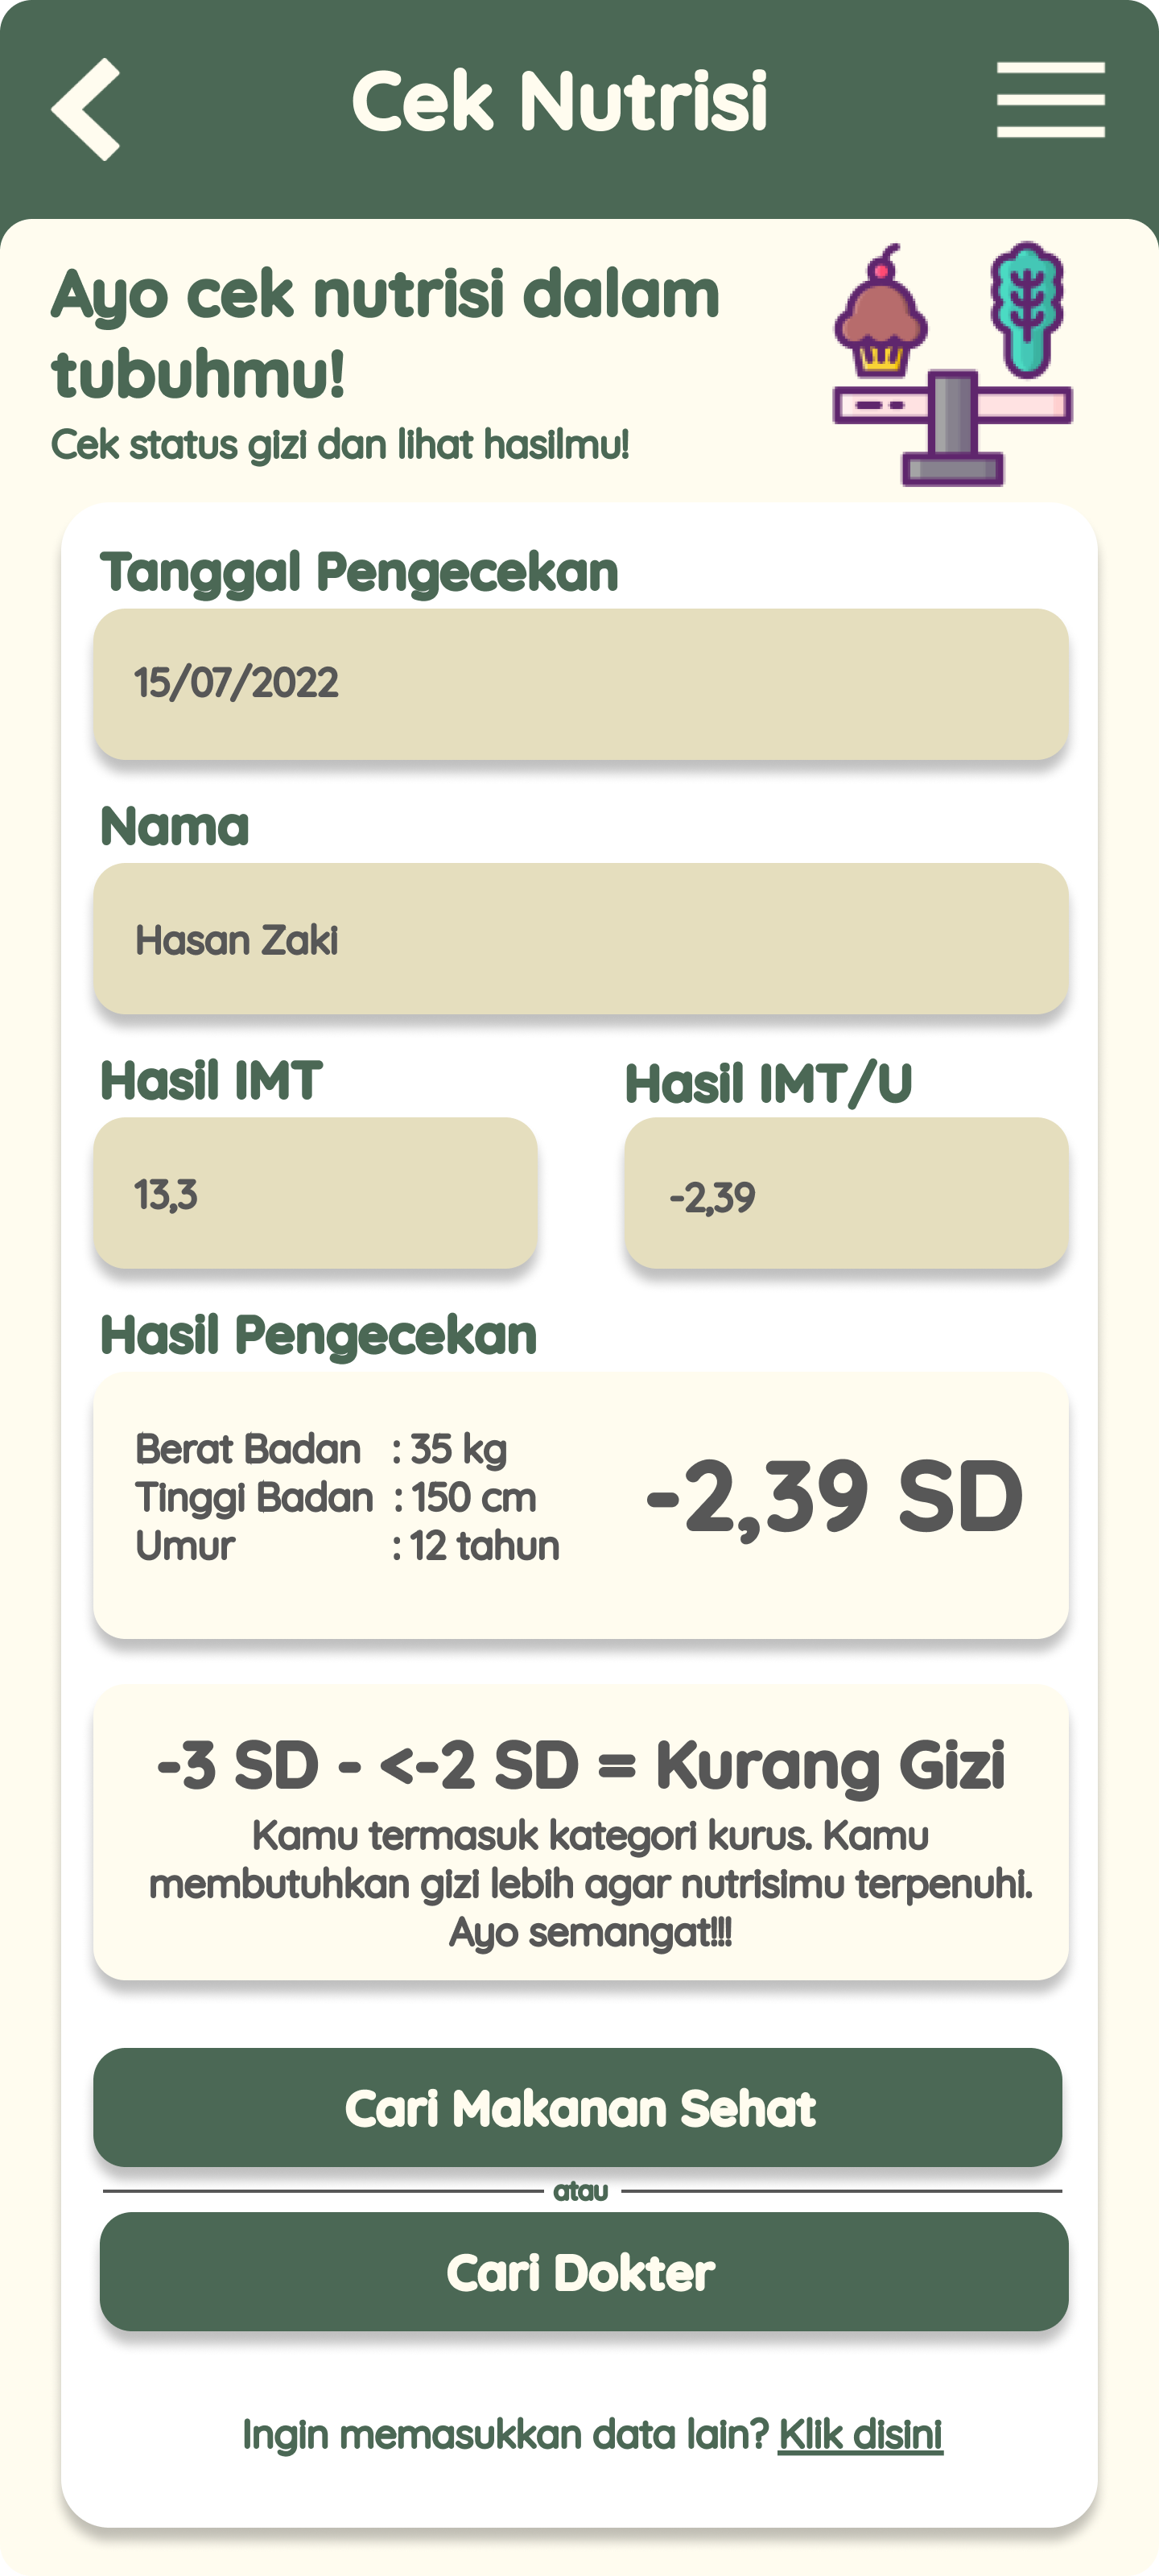 Cek Nutrisi
Ayo cek nutrisi dalam
tubuhmu!
Cek status gizi dan lihat hasilmu!
Tanggal Pengecekan
15/07/2022
Nama
Hasan Zaki
Hasil IMT
Hasil IMT/U
13,3
-2,39
Hasil Pengecekan
Berat Badan : 35 kg
Tinggi Badan : 150 cm
Umur : 12 tahun
-2,39 SD
-3 SD - <-2 SD = Kurang Gizi
Kamu termasuk kategori kurus. Kamu
membutuhkan gizi lebih agar nutrisimu terpenuhi.
Ayo semangat!!!
Cari Makanan Sehat
atau
Cari Dokter
Ingin memasukkan data lain? Klik disini